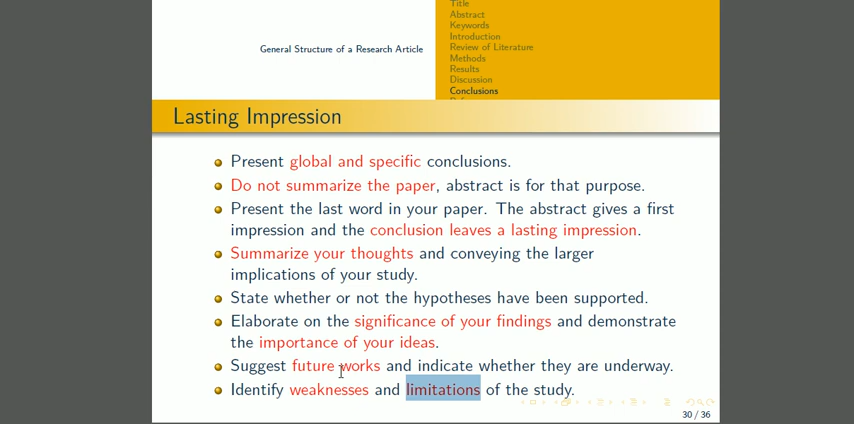 General Structure of a Research Article
Title
Abstract
Keywords
Introduction
Review of Literature
Methods
Results
Discussion
Conclusions
Lasting Impression
Present global and specific conclusions.
Do not summarize the paper, abstract is for that purpose.
Present the last word in your paper. The abstract gives a first
impression and the conclusion leaves a lasting impression.
Summarize your thoughts and conveying the larger
implications of your study.
State whether or not the hypotheses have been supported.
Elaborate on the significance of your findings and demonstrate
the importance of your ideas.
Suggest future works and indicate whether they are underway.
Identify weaknesses and limitations of the study.
30 / 36